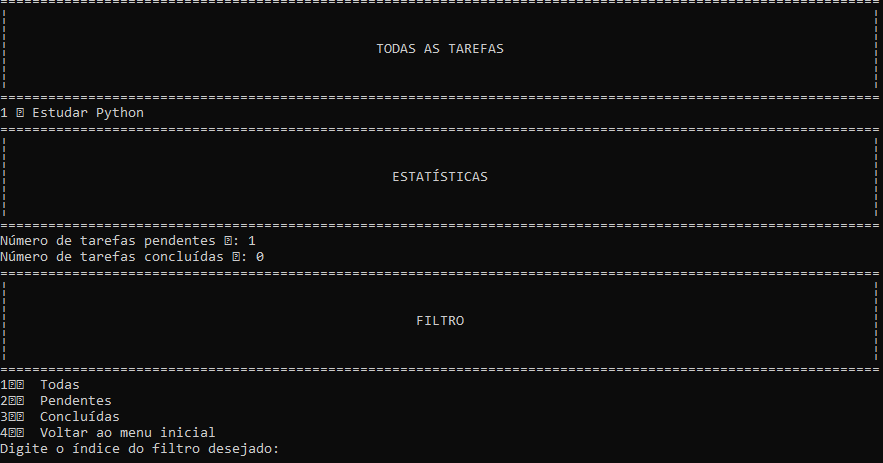 TODAS AS TAREFAS
1 ⍰ Estudar Python
ESTATÍSTICAS
Número de tarefas pendentes ⍰: 1
Número de tarefas concluídas ⍰: 0
FILTRO
1⍰⍰  Todas
2⍰⍰  Pendentes
3⍰⍰  Concluídas
4⍰⍰  Voltar ao menu inicial
Digite o índice do filtro desejado: